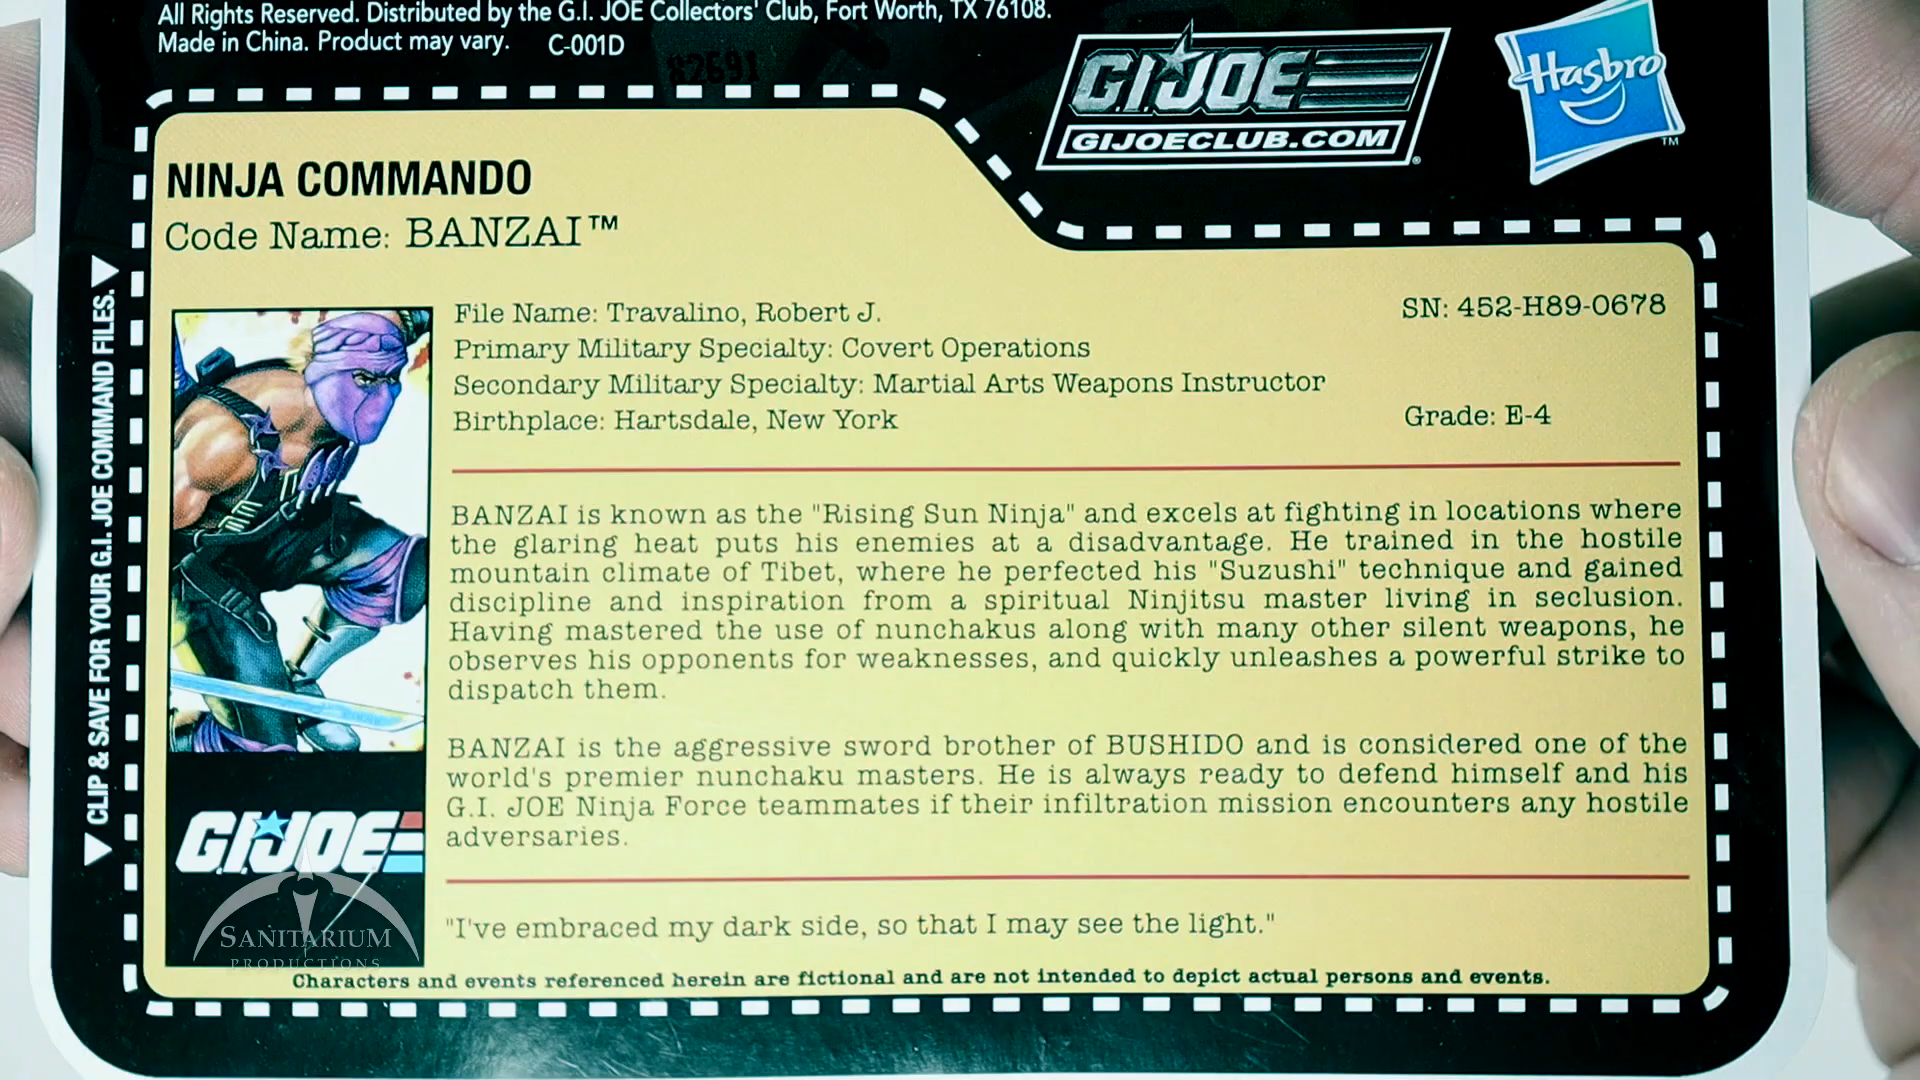 All Rights Reserved. Distributed by the G.I. JOE Collectors' Club, Fort Worth, TX 76108.
Made in China. Product may vary. C-001D
82691
G.I. JOE
GIJOECLUB.COM
Hasbro
TM
NINJA COMMANDO
Code Name: BANZAI™
▼ CLIP & SAVE FOR YOUR G.I. JOE COMMAND FILES. ▼
File Name: Travalino, Robert J.
SN: 452-H89-0678
Primary Military Specialty: Covert Operations
Secondary Military Specialty: Martial Arts Weapons Instructor
Birthplace: Hartsdale, New York
Grade: E-4
BANZAI is known as the "Rising Sun Ninja" and excels at fighting in locations where
the glaring heat puts his enemies at a disadvantage. He trained in the hostile
mountain climate of Tibet, where he perfected his "Suzushi" technique and gained
discipline and inspiration from a spiritual Ninjitsu master living in seclusion.
Having mastered the use of nunchakus along with many other silent weapons, he
observes his opponents for weaknesses, and quickly unleashes a powerful strike to
dispatch them.
BANZAI is the aggressive sword brother of BUSHIDO and is considered one of the
world's premier nunchaku masters. He is always ready to defend himself and his
G.I. JOE Ninja Force teammates if their infiltration mission encounters any hostile
adversaries.
"I've embraced my dark side, so that I may see the light."
G.I. JOE
SANITARIUM
PRODUCTIONS
Characters and events referenced herein are fictional and are not intended to depict actual persons and events.